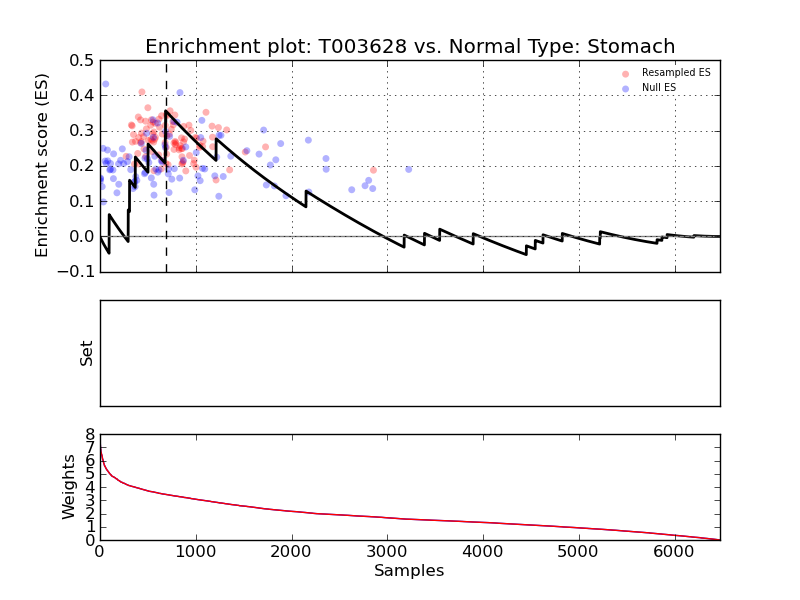 Enrichment plot: T003628 vs. Normal Type: Stomach
Enrichment score (ES)
0.5
0.4
0.3
0.2
0.1
0.0
−0.1
Resampled ES
Null ES
Set
Weights
8
7
6
5
4
3
2
1
0
0 1000 2000 3000 4000 5000 6000
Samples